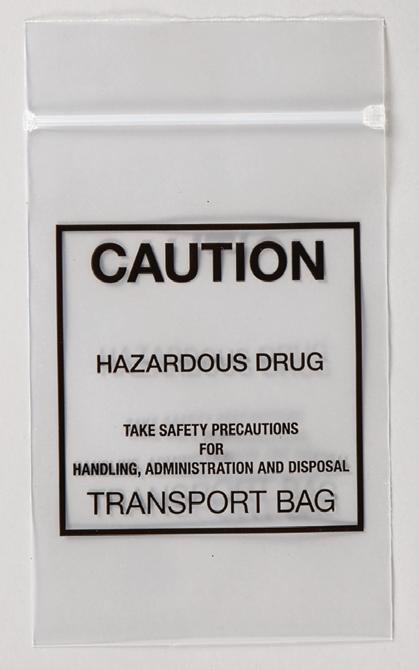 CAUTION
HAZARDOUS DRUG
TAKE SAFETY PRECAUTIONS
FOR
HANDLING, ADMINISTRATION AND DISPOSAL
TRANSPORT BAG